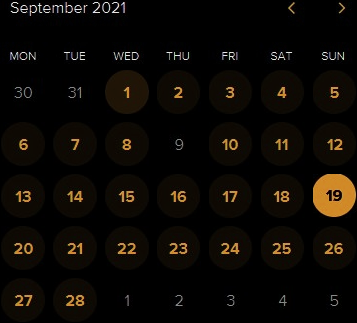 September 2021
MON TUE WED THU FRI SAT SUN
30 31 1 2 3 4 5
6 7 8 9 10 11 12
13 14 15 16 17 18 19
20 21 22 23 24 25 26
27 28 1 2 3 4 5